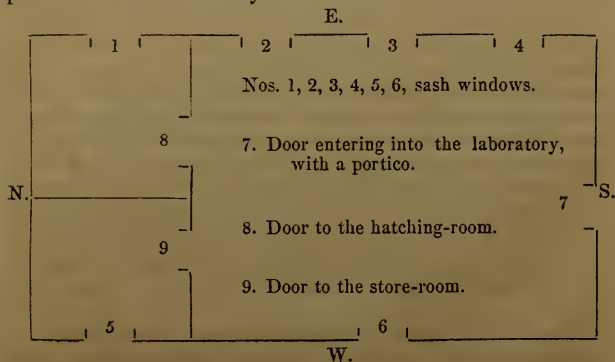 E.
1 2 3 4
Nos. 1, 2, 3, 4, 5, 6, sash windows.
8
7. Door entering into the laboratory,
with a portico.
N.
7
S.
8. Door to the hatching-room.
9
9. Door to the store-room.
5
6
W.